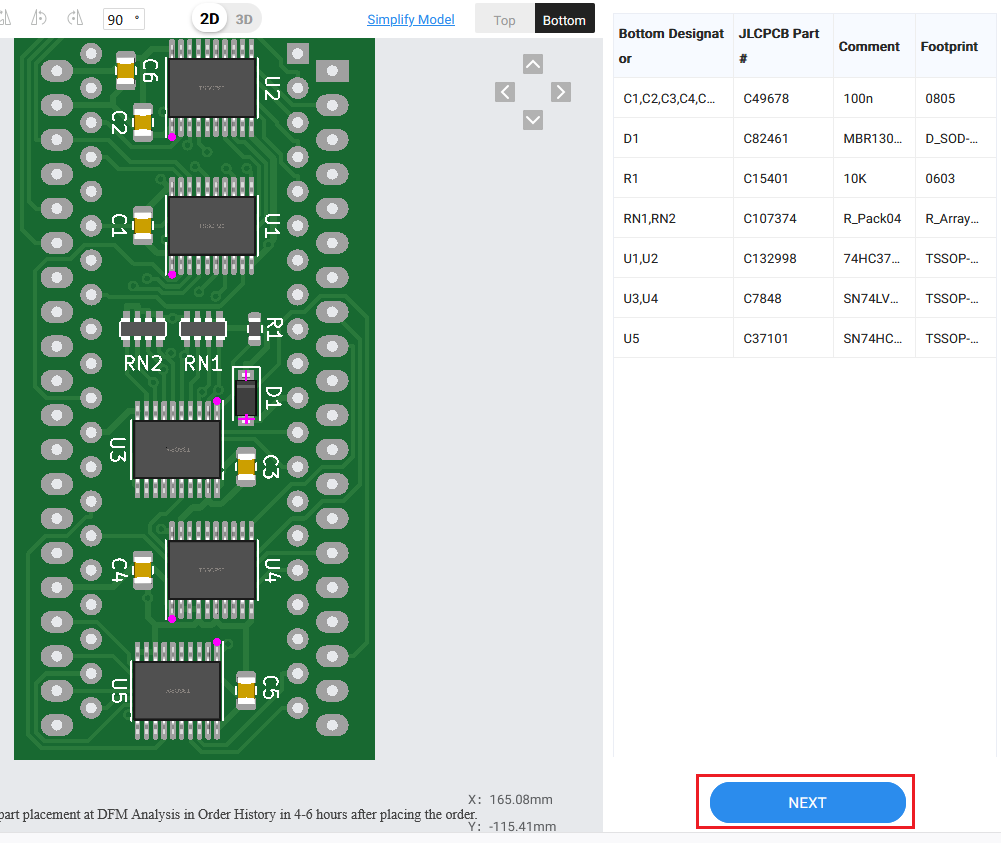 90 °
2D 3D
Simplify Model
Top Bottom
C6
U2
C2
C1
U1
R1
RN2 RN1
D1
U3
C3
C4
U4
U5
C5
part placement at DFM Analysis in Order History in 4-6 hours after placing the order.
X: 165.08mm
Y: -115.41mm
Bottom Designat
or
JLCPCB Part
#
Comment
Footprint
C1,C2,C3,C4,C... C49678 100n 0805
D1 C82461 MBR130... D_SOD-...
R1 C15401 10K 0603
RN1,RN2 C107374 R_Pack04 R_Array...
U1,U2 C132998 74HC37... TSSOP-...
U3,U4 C7848 SN74LV... TSSOP-...
U5 C37101 SN74HC... TSSOP-...
NEXT